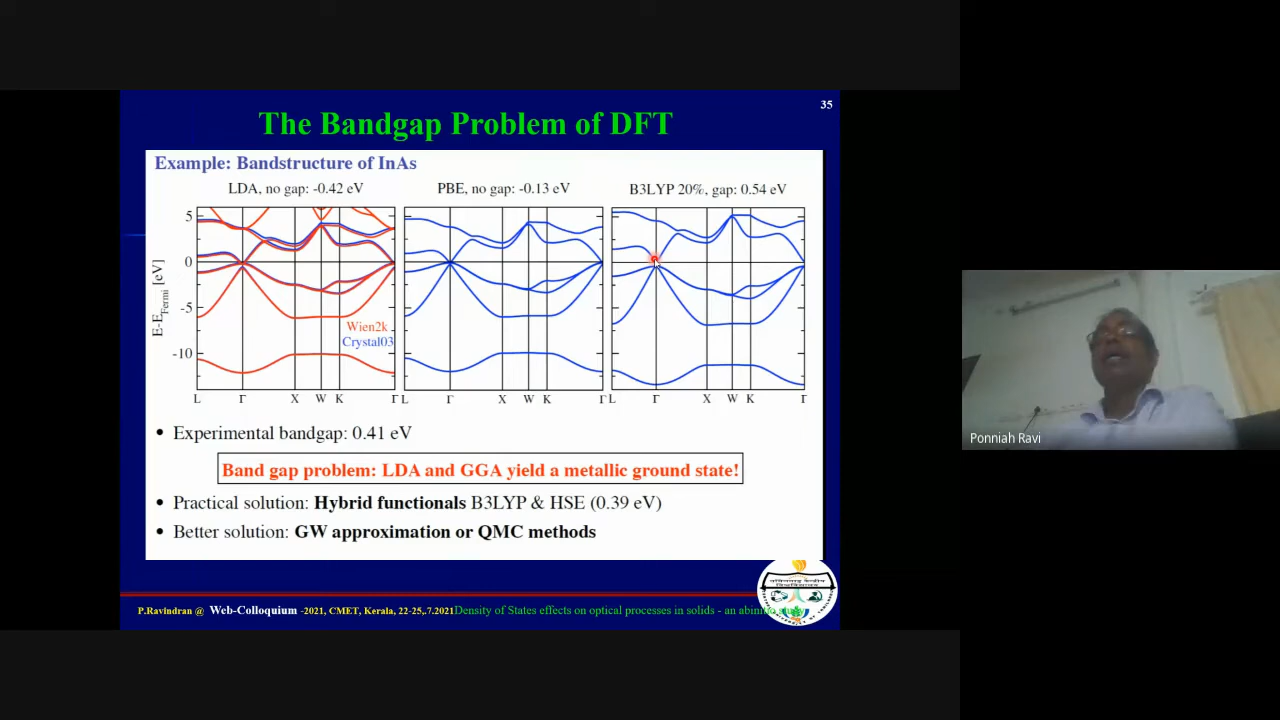 35
The Bandgap Problem of DFT
Example: Bandstructure of InAs
LDA, no gap: -0.42 eV
PBE, no gap: -0.13 eV
B3LYP 20%, gap: 0.54 eV
E-E_Fermi [eV]
5
0
-5
-10
Wien2k
Crystal03
L Γ X W K Γ
L Γ X W K Γ
L Γ X W K Γ
• Experimental bandgap: 0.41 eV
Band gap problem: LDA and GGA yield a metallic ground state!
• Practical solution: Hybrid functionals B3LYP & HSE (0.39 eV)
• Better solution: GW approximation or QMC methods
P.Ravindran @ Web-Colloquium -2021, CMET, Kerala, 22-25,.7.2021Density of States effects on optical processes in solids - an abinitio study
Ponniah Ravi